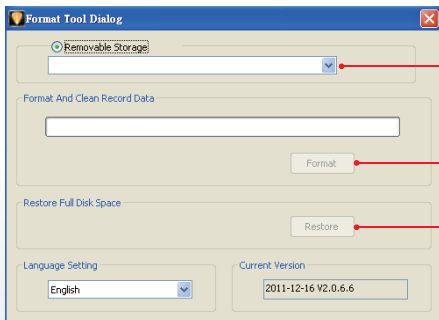 Format Tool Dialog
Removable Storage
Format And Clean Record Data
Format
Restore Full Disk Space
Restore
Language Setting
Current Version
English
2011-12-16 V2.0.6.6